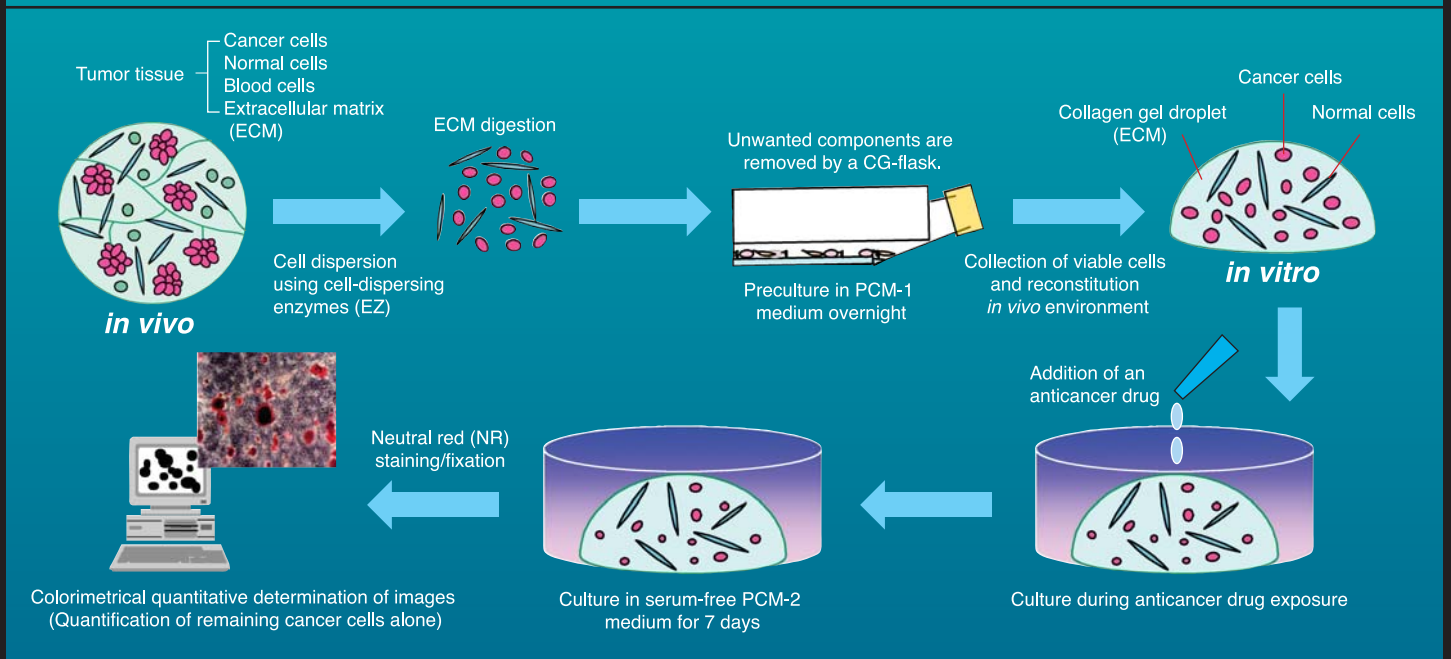 Tumor tissue
Cancer cells
Normal cells
Blood cells
Extracellular matrix
(ECM)
in vivo
Cell dispersion
using cell-dispersing
enzymes (EZ)
ECM digestion
Unwanted components are
removed by a CG-flask.
Preculture in PCM-1
medium overnight
Collection of viable cells
and reconstitution
in vivo environment
Collagen gel droplet
(ECM)
Cancer cells
Normal cells
in vitro
Addition of an
anticancer drug
Culture during anticancer drug exposure
Culture in serum-free PCM-2
medium for 7 days
Neutral red (NR)
staining/fixation
Colorimetrical quantitative determination of images
(Quantification of remaining cancer cells alone)